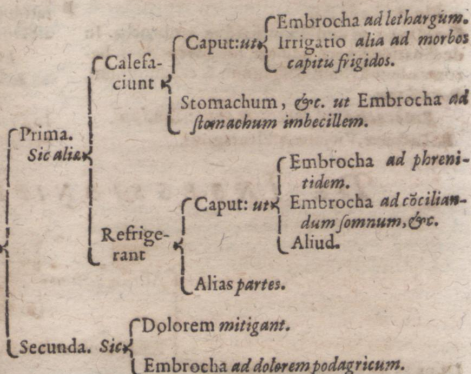 Embrocha ad lethargum.
Caput: ut Irrigatio alia ad morbos
capitu frigidos.
Calefa-
ciunt
Stomachum, &c. ut Embrocha ad
stomachum imbecillem.
Prima.
Sic alia
Embrocha ad phreni-
tidem.
Caput: ut Embrocha ad cōcilian-
dum somnum, &c.
Aliud.
Refrige-
rant
Alias partes.
Secunda. Sic
Dolorem mitigant.
Embrocha ad dolorem podagricum.